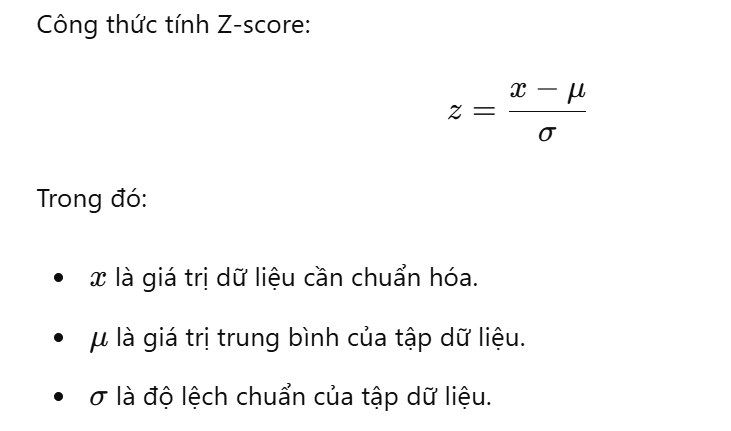 Công thức tính Z-score:
z = \frac{x - μ}{σ}
Trong đó:
• x là giá trị dữ liệu cần chuẩn hóa.
• μ là giá trị trung bình của tập dữ liệu.
• σ là độ lệch chuẩn của tập dữ liệu.